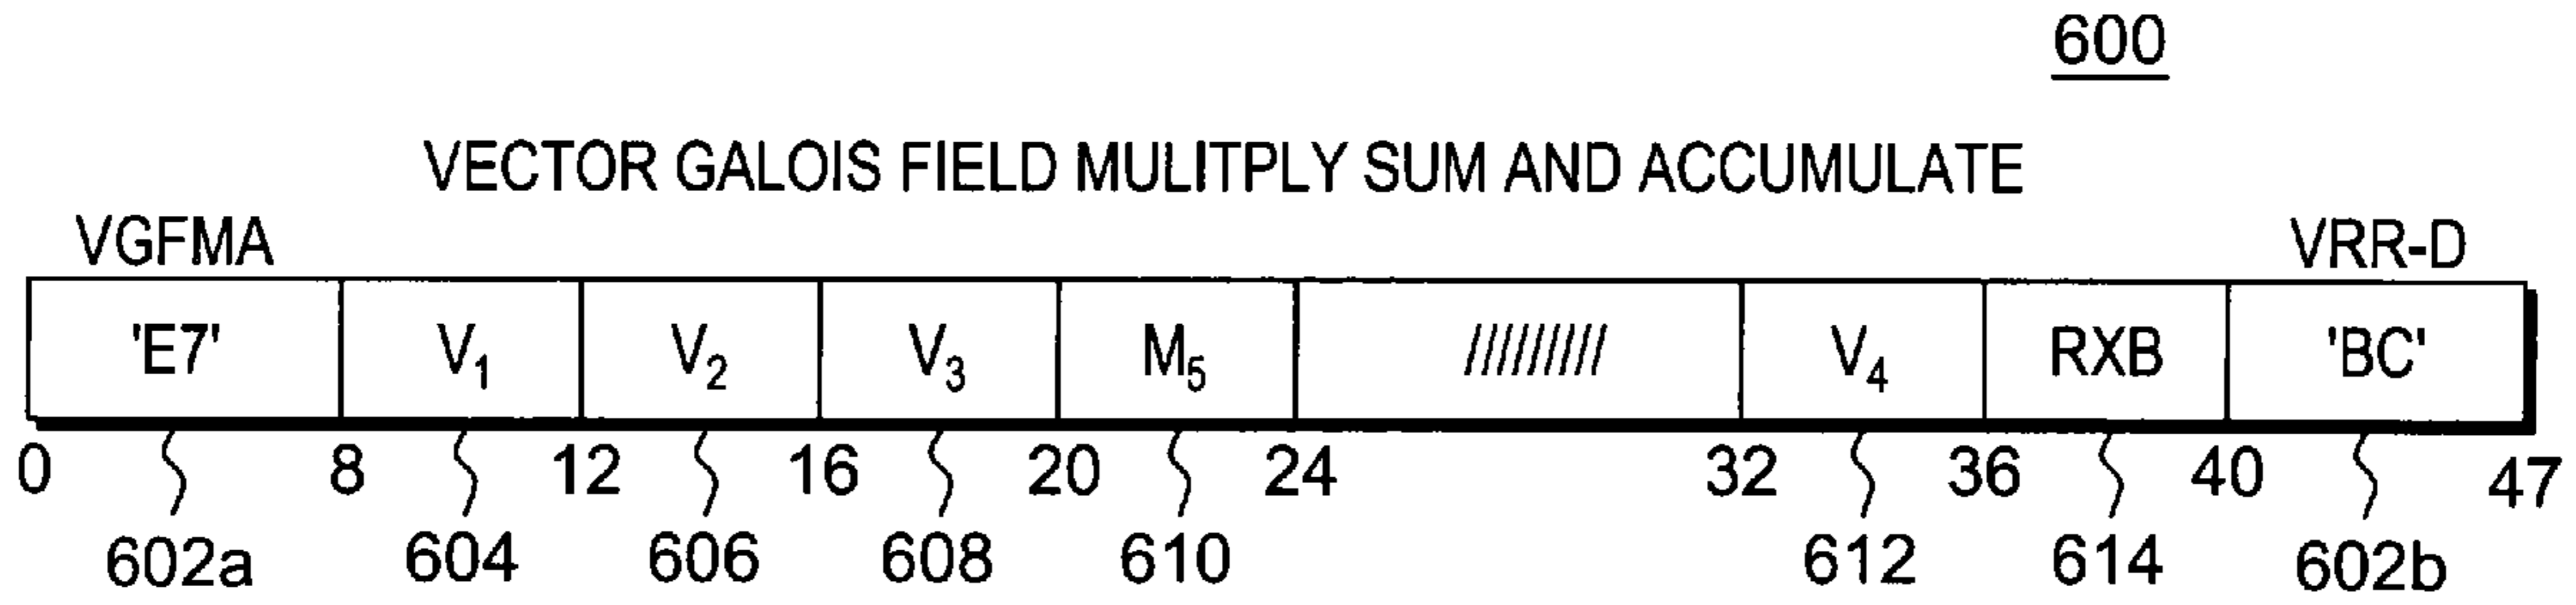 600
VECTOR GALOIS FIELD MULITPLY SUM AND ACCUMULATE
VGFMA VRR-D
'E7' V1 V2 V3 M5 ///////// V4 RXB 'BC'
0 8 12 16 20 24 32 36 40 47
602a 604 606 608 610 612 614 602b